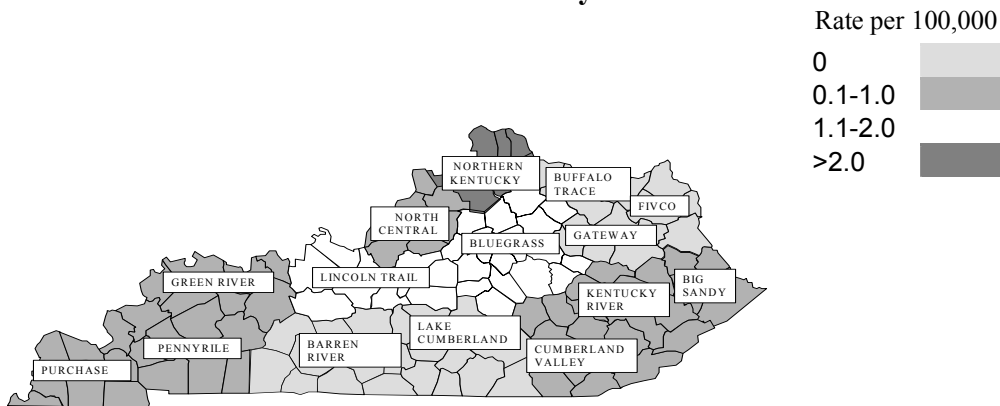 Rate per 100,000
0
0.1-1.0
1.1-2.0
>2.0
NORTHERN
KENTUCKY
BUFFALO
TRACE
FIVCO
NORTH
CENTRAL
BLUEGRASS
GATEWAY
GREEN RIVER
LINCOLN TRAIL
KENTUCKY
RIVER
BIG
SANDY
LAKE
CUMBERLAND
BARREN
RIVER
PENNYRILE
CUMBERLAND
VALLEY
PURCHASE